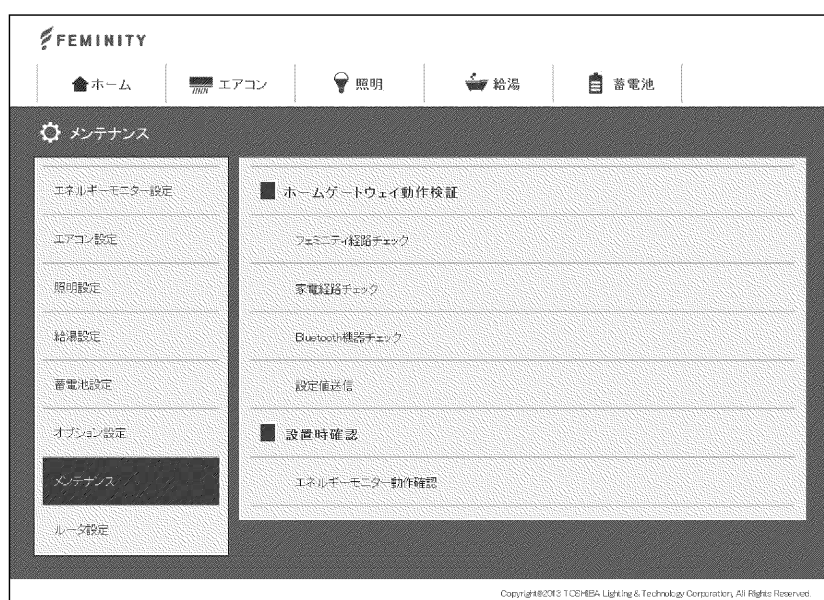 FEMINITY
ホーム エアコン 照明 給湯 蓄電池
メンテナンス
エネルギーモニター設定
エアコン設定
照明設定
給湯設定
蓄電池設定
オプション設定
メンテナンス
ルータ設定
ホームゲートウェイ動作検証
フェミニティ経路チェック
家電経路チェック
Bluetooth機器チェック
設定値送信
設置時確認
エネルギーモニター動作確認
Copyright©2013 TOSHIBA Lighting & Technology Corporation, All Rights Reserved.